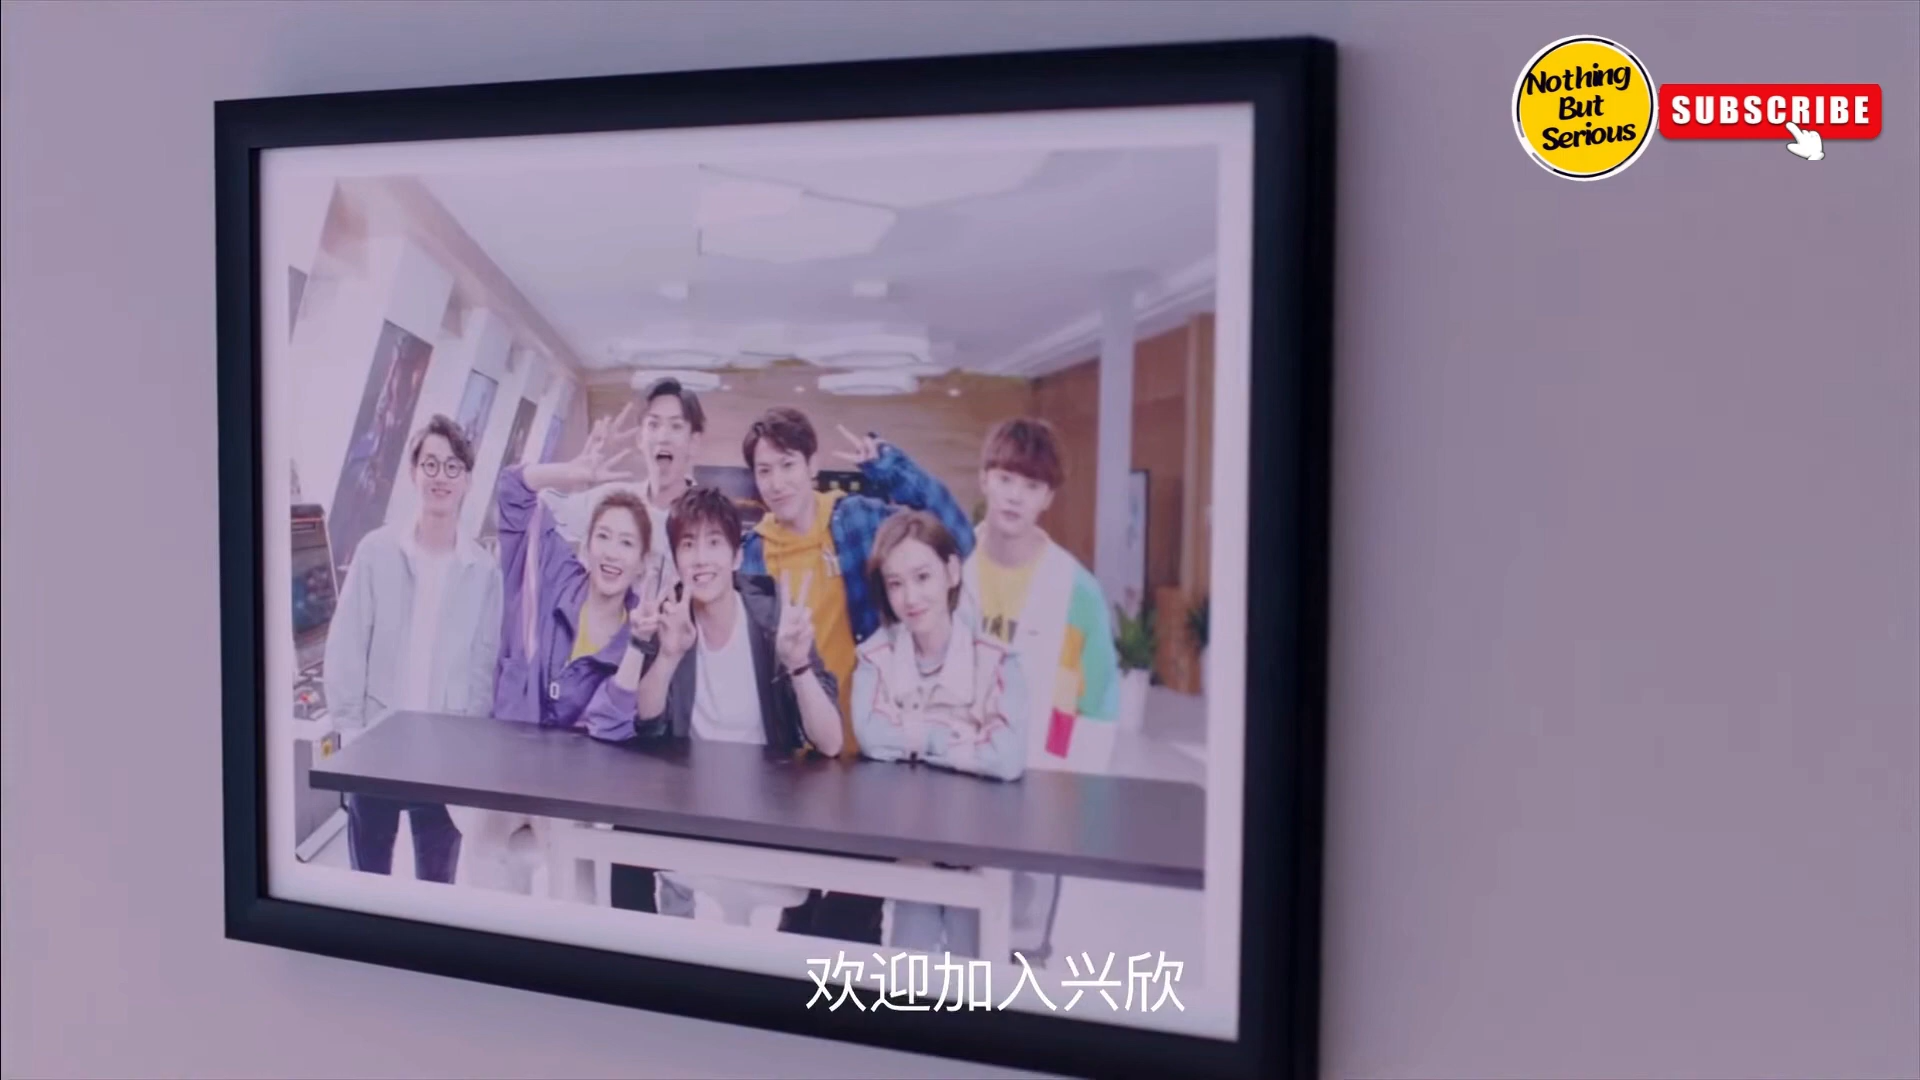 Nothing
But
Serious
SUBSCRIBE
欢迎加入兴欣